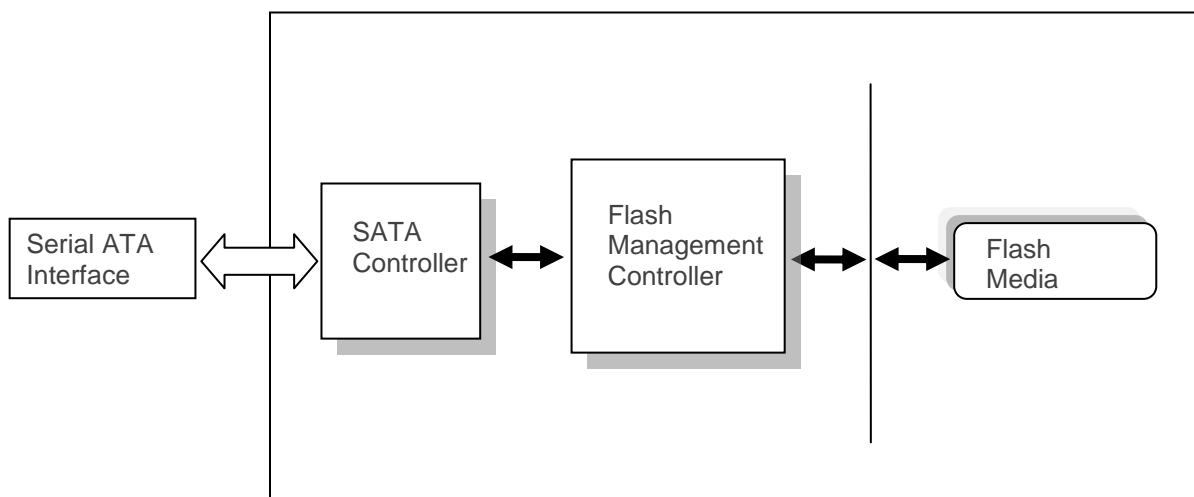 Serial ATA
Interface
SATA
Controller
Flash
Management
Controller
Flash
Media